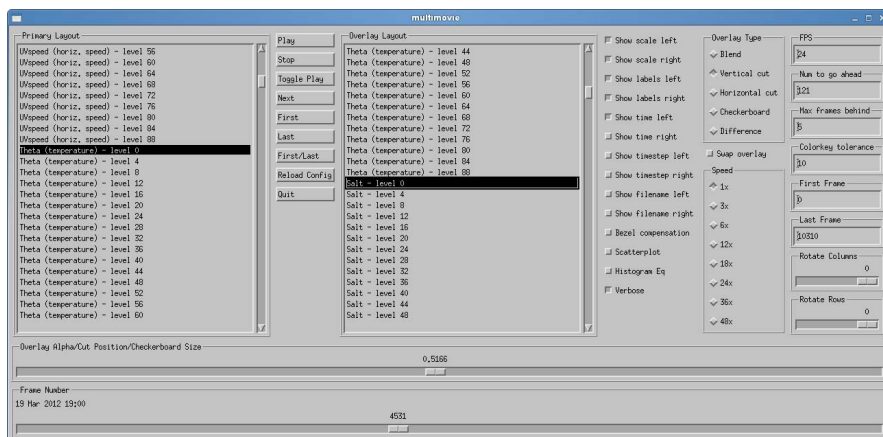 multimovie
Primary Layout
UVspeed (horiz. speed) - level 56
UVspeed (horiz. speed) - level 60
UVspeed (horiz. speed) - level 64
UVspeed (horiz. speed) - level 68
UVspeed (horiz. speed) - level 72
UVspeed (horiz. speed) - level 76
UVspeed (horiz. speed) - level 80
UVspeed (horiz. speed) - level 84
UVspeed (horiz. speed) - level 88
Theta (temperature) - level 0
Theta (temperature) - level 4
Theta (temperature) - level 8
Theta (temperature) - level 12
Theta (temperature) - level 16
Theta (temperature) - level 20
Theta (temperature) - level 24
Theta (temperature) - level 28
Theta (temperature) - level 32
Theta (temperature) - level 36
Theta (temperature) - level 40
Theta (temperature) - level 44
Theta (temperature) - level 48
Theta (temperature) - level 52
Theta (temperature) - level 56
Theta (temperature) - level 60
Play
Stop
Toggle Play
Next
First
Last
First/Last
Reload Config
Quit
Overlay Layout
Theta (temperature) - level 44
Theta (temperature) - level 48
Theta (temperature) - level 52
Theta (temperature) - level 56
Theta (temperature) - level 60
Theta (temperature) - level 64
Theta (temperature) - level 68
Theta (temperature) - level 72
Theta (temperature) - level 76
Theta (temperature) - level 80
Theta (temperature) - level 84
Theta (temperature) - level 88
Salt - level 0
Salt - level 4
Salt - level 8
Salt - level 12
Salt - level 16
Salt - level 20
Salt - level 24
Salt - level 28
Salt - level 32
Salt - level 36
Salt - level 40
Salt - level 44
Salt - level 48
Show scale left
Show scale right
Show labels left
Show labels right
Show time left
Show time right
Show timestep left
Show timestep right
Show filename left
Show filename right
Bezel compensation
Scatterplot
Histogram Eq
Verbose
Overlay Type
Blend
Vertical cut
Horizontal cut
Checkerboard
Difference
Swap overlay
Speed
1x
3x
6x
12x
18x
24x
36x
48x
FPS
24
Num to go ahead
121
Max frames behind
5
Colorkey tolerance
10
First Frame
0
Last Frame
10310
Rotate Columns
0
Rotate Rows
0
Overlay Alpha/Cut Position/Checkerboard Size
0.5166
Frame Number
19 Mar 2012 19:00
4531